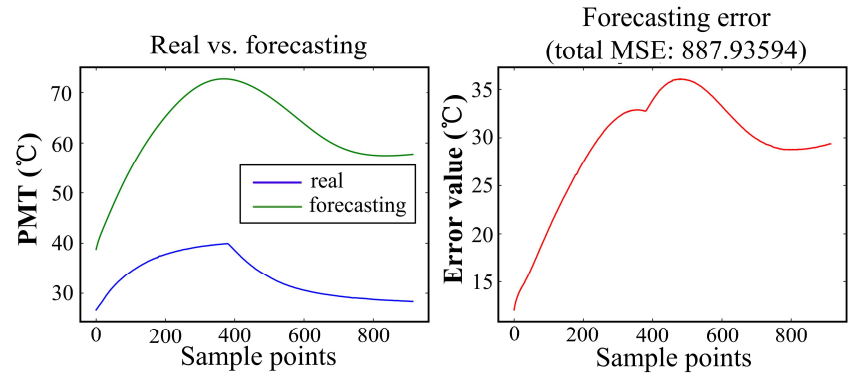 Real vs. forecasting
PMT (℃)
70
60
50
40
30
real
forecasting
0 200 400 600 800
Sample points
Forecasting error
(total MSE: 887.93594)
Error value (℃)
35
30
25
20
15
0 200 400 600 800
Sample points